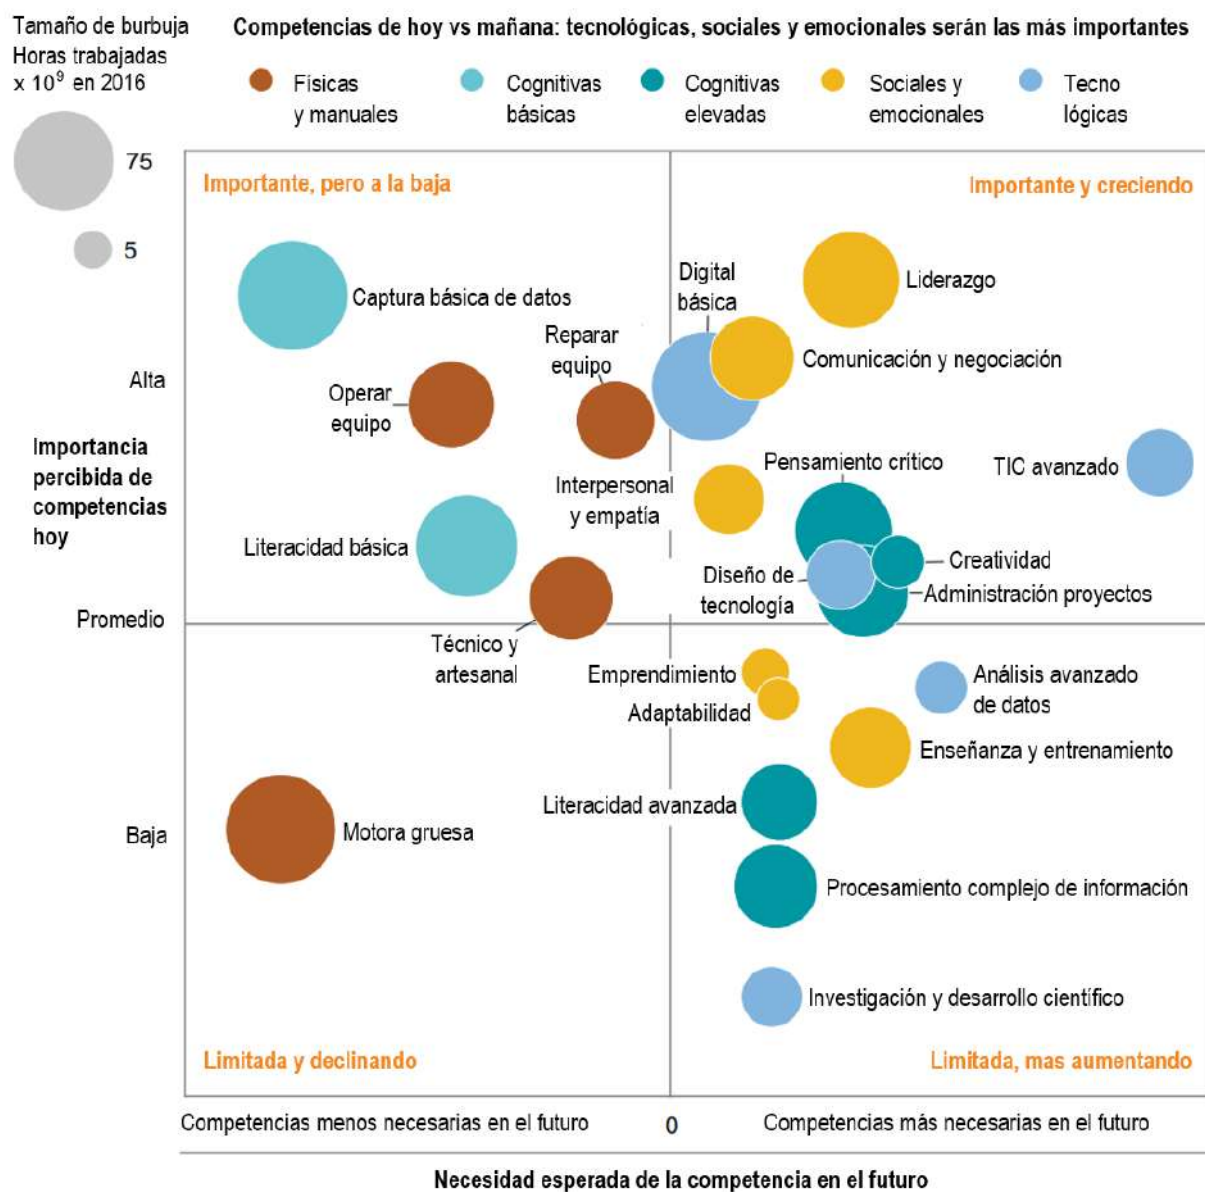 Tamaño de burbuja
Horas trabajadas
x 10⁹ en 2016
75
5
Competencias de hoy vs mañana: tecnológicas, sociales y emocionales serán las más importantes
Físicas
y manuales
Cognitivas
básicas
Cognitivas
elevadas
Sociales y
emocionales
Tecno
lógicas
Importante, pero a la baja
Importante y creciendo
Captura básica de datos
Digital
básica
Liderazgo
Reparar
equipo
Comunicación y negociación
Operar
equipo
Alta
Importancia
percibida de
competencias
hoy
Pensamiento crítico
TIC avanzado
Interpersonal
y empatía
Literacidad básica
Creatividad
Diseño de
tecnología
Administración proyectos
Promedio
Técnico y
artesanal
Emprendimiento
Adaptabilidad
Análisis avanzado
de datos
Enseñanza y entrenamiento
Literacidad avanzada
Baja
Motora gruesa
Procesamiento complejo de información
Investigación y desarrollo científico
Limitada y declinando
Limitada, mas aumentando
Competencias menos necesarias en el futuro
0
Competencias más necesarias en el futuro
Necesidad esperada de la competencia en el futuro